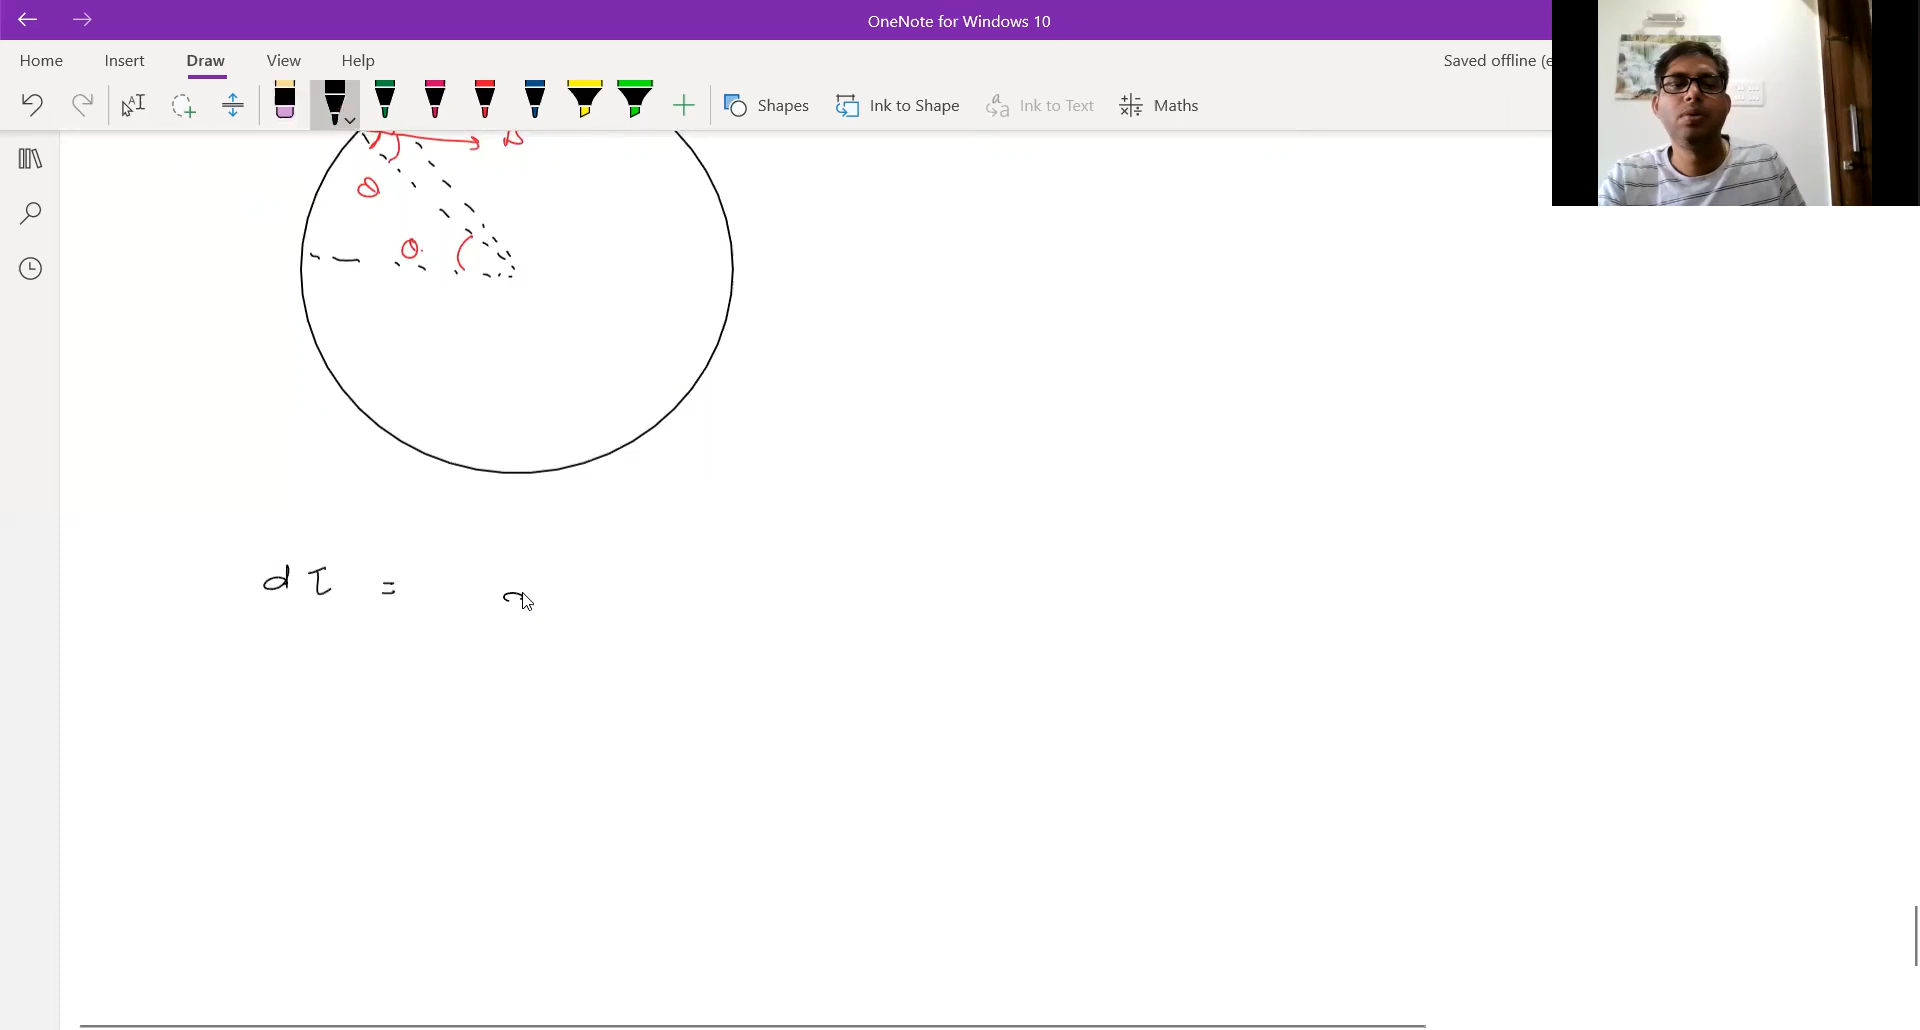 OneNote for Windows 10
Home Insert Draw View Help Saved offline (e
Shapes Ink to Shape Ink to Text Maths
B
θ
θ
dτ =